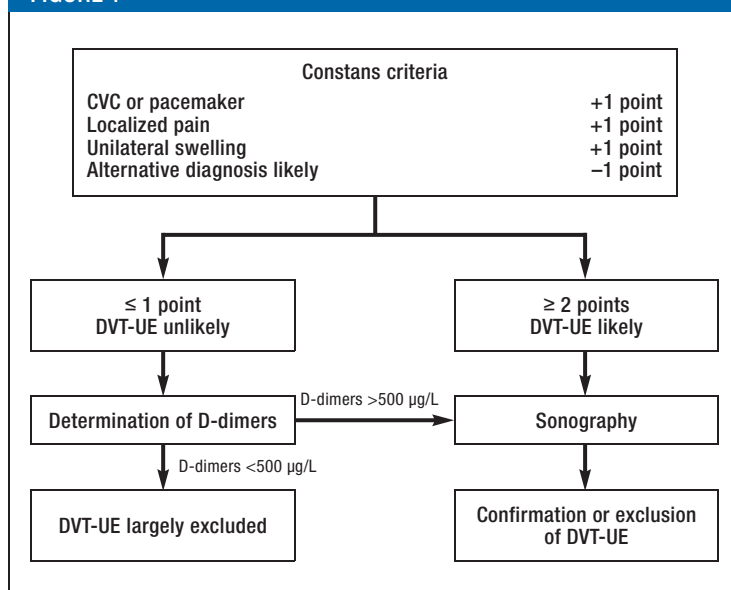 Constans criteria
CVC or pacemaker +1 point
Localized pain +1 point
Unilateral swelling +1 point
Alternative diagnosis likely –1 point
≤ 1 point
DVT-UE unlikely
≥ 2 points
DVT-UE likely
Determination of D-dimers
D-dimers >500 µg/L
Sonography
D-dimers <500 µg/L
DVT-UE largely excluded
Confirmation or exclusion
of DVT-UE